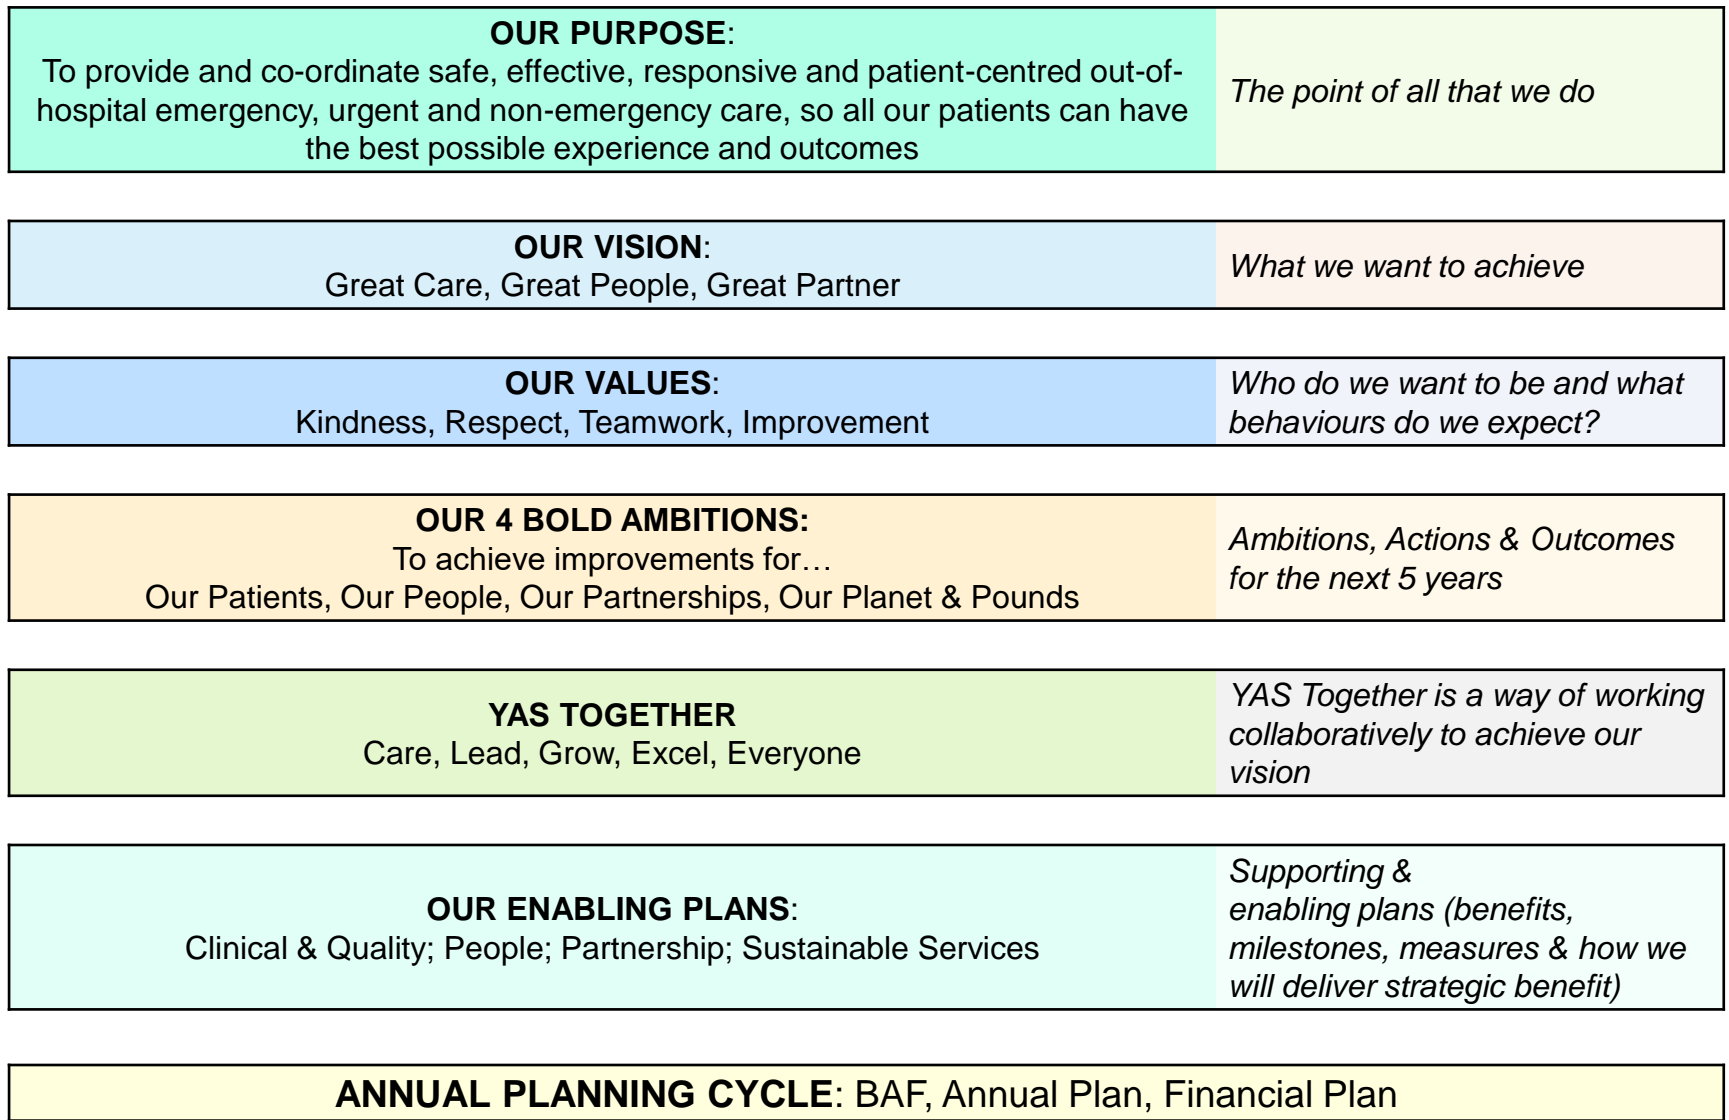 OUR PURPOSE:
To provide and co-ordinate safe, effective, responsive and patient-centred out-of-
hospital emergency, urgent and non-emergency care, so all our patients can have
the best possible experience and outcomes
The point of all that we do
OUR VISION:
Great Care, Great People, Great Partner
What we want to achieve
OUR VALUES:
Kindness, Respect, Teamwork, Improvement
Who do we want to be and what
behaviours do we expect?
OUR 4 BOLD AMBITIONS:
To achieve improvements for…
Our Patients, Our People, Our Partnerships, Our Planet & Pounds
Ambitions, Actions & Outcomes
for the next 5 years
YAS TOGETHER
Care, Lead, Grow, Excel, Everyone
YAS Together is a way of working
collaboratively to achieve our
vision
OUR ENABLING PLANS:
Clinical & Quality; People; Partnership; Sustainable Services
Supporting &
enabling plans (benefits,
milestones, measures & how we
will deliver strategic benefit)
ANNUAL PLANNING CYCLE: BAF, Annual Plan, Financial Plan